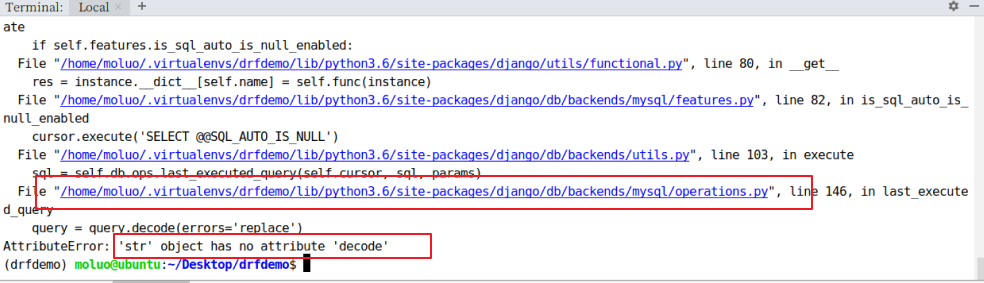 Terminal: Local × +
ate
if self.features.is_sql_auto_is_null_enabled:
File "/home/moluo/.virtualenvs/drfdemo/lib/python3.6/site-packages/django/utils/functional.py", line 80, in __get__
res = instance.__dict__[self.name] = self.func(instance)
File "/home/moluo/.virtualenvs/drfdemo/lib/python3.6/site-packages/django/db/backends/mysql/features.py", line 82, in is_sql_auto_is_
null_enabled
cursor.execute('SELECT @@SQL_AUTO_IS_NULL')
File "/home/moluo/.virtualenvs/drfdemo/lib/python3.6/site-packages/django/db/backends/utils.py", line 103, in execute
sql = self.db.ops.last_executed_query(self.cursor, sql, params)
File "/home/moluo/.virtualenvs/drfdemo/lib/python3.6/site-packages/django/db/backends/mysql/operations.py", line 146, in last_execute
d_query
query = query.decode(errors='replace')
AttributeError: 'str' object has no attribute 'decode'
(drfdemo) moluo@ubuntu:~/Desktop/drfdemo$